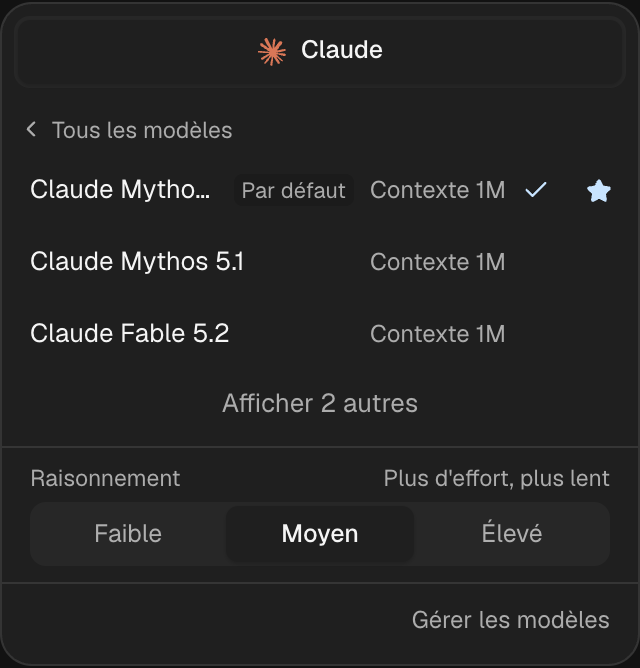 Claude
Tous les modèles
Claude Mytho... Par défaut Contexte 1M
Claude Mythos 5.1 Contexte 1M
Claude Fable 5.2 Contexte 1M
Afficher 2 autres
Raisonnement Plus d'effort, plus lent
Faible Moyen Élevé
Gérer les modèles